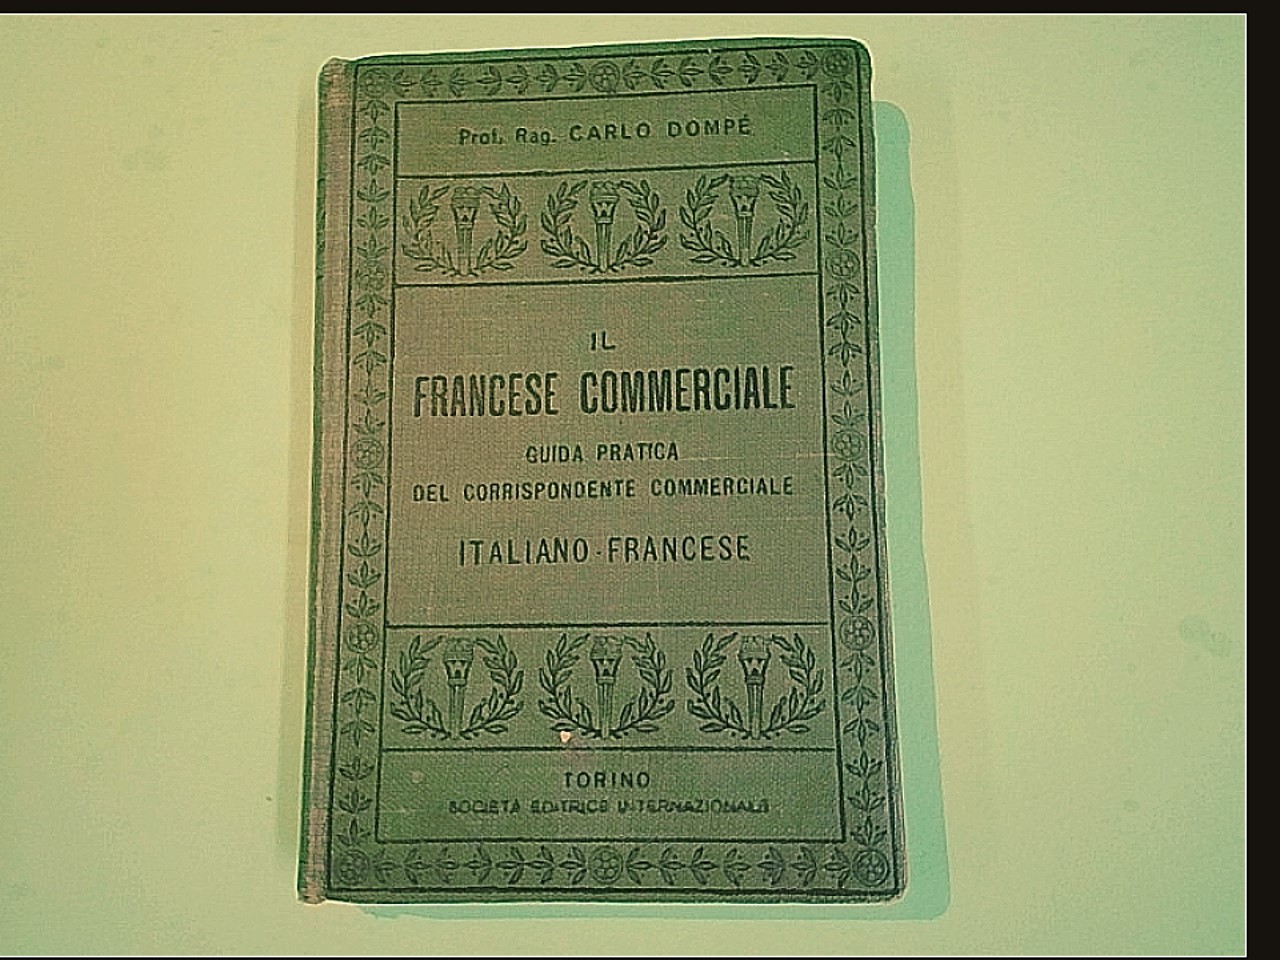 Prof. Rag. CARLO DOMPÉ
IL
FRANCESE COMMERCIALE
GUIDA PRATICA
DEL CORRISPONDENTE COMMERCIALE
ITALIANO-FRANCESE
TORINO
SOCIETÀ EDITRICE INTERNAZIONALE